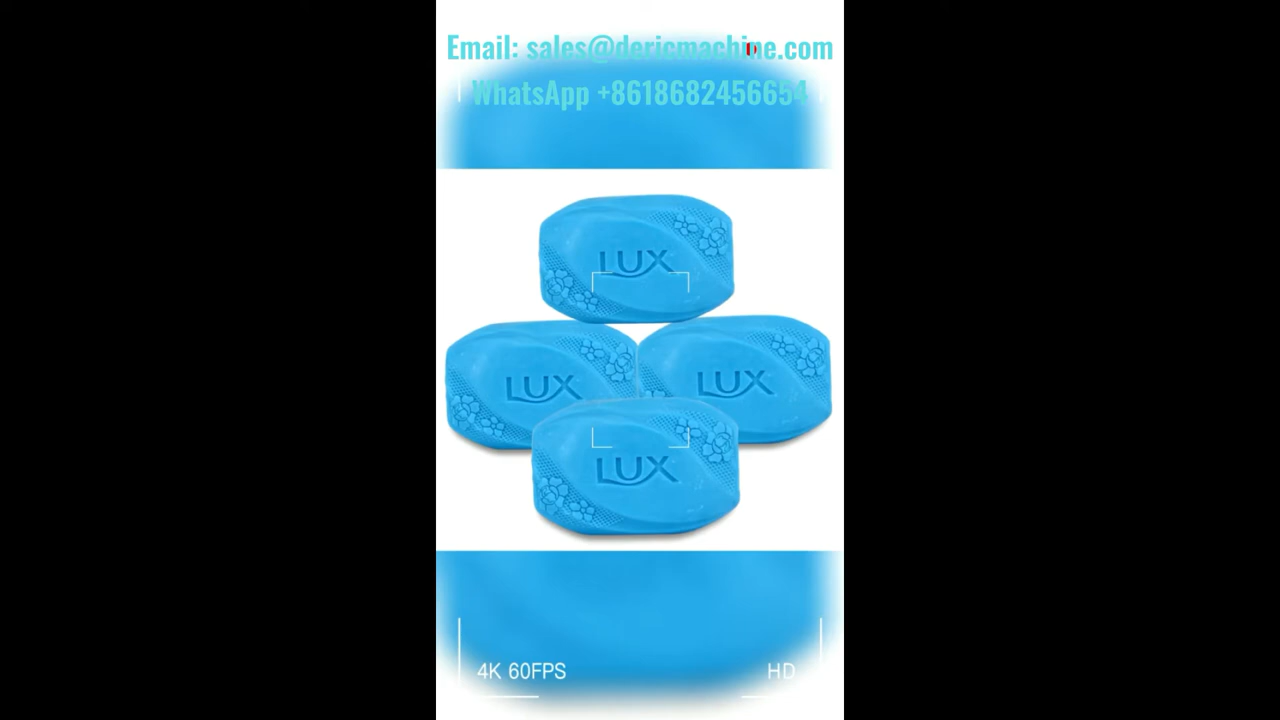 Email: sales@dericmachine.com
WhatsApp +8618682456654
LUX
LUX
LUX
LUX
4K 60FPS
HD